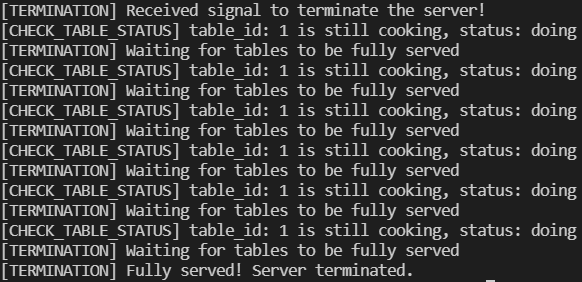 [TERMINATION] Received signal to terminate the server!
[CHECK_TABLE_STATUS] table_id: 1 is still cooking, status: doing
[TERMINATION] Waiting for tables to be fully served
[CHECK_TABLE_STATUS] table_id: 1 is still cooking, status: doing
[TERMINATION] Waiting for tables to be fully served
[CHECK_TABLE_STATUS] table_id: 1 is still cooking, status: doing
[TERMINATION] Waiting for tables to be fully served
[CHECK_TABLE_STATUS] table_id: 1 is still cooking, status: doing
[TERMINATION] Waiting for tables to be fully served
[CHECK_TABLE_STATUS] table_id: 1 is still cooking, status: doing
[TERMINATION] Waiting for tables to be fully served
[CHECK_TABLE_STATUS] table_id: 1 is still cooking, status: doing
[TERMINATION] Waiting for tables to be fully served
[TERMINATION] Fully served! Server terminated.